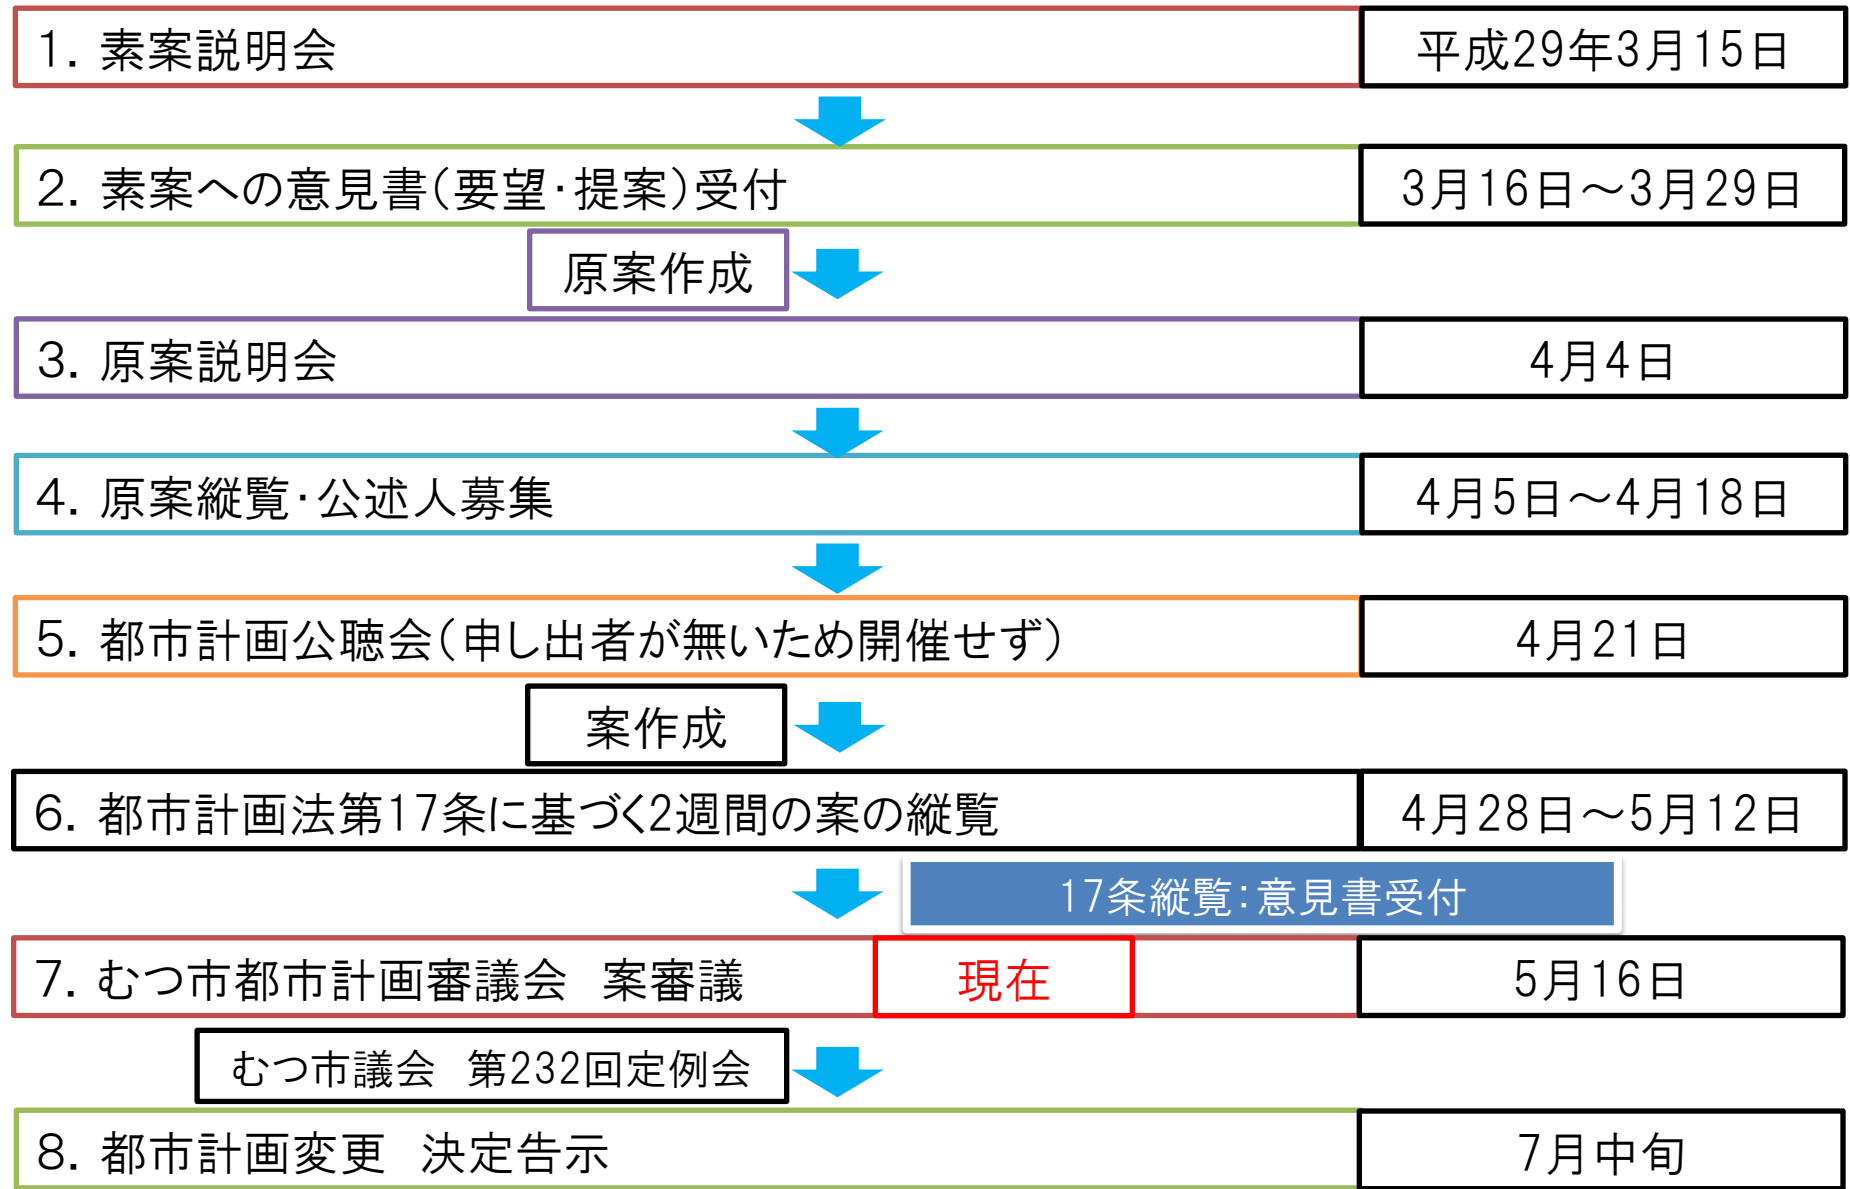 1．素案説明会　平成29年3月15日
2．素案への意見書（要望・提案）受付　3月16日～3月29日
原案作成
3．原案説明会　4月4日
4．原案縦覧・公述人募集　4月5日～4月18日
5．都市計画公聴会（申し出者が無いため開催せず）　4月21日
案作成
6．都市計画法第17条に基づく2週間の案の縦覧　4月28日～5月12日
17条縦覧：意見書受付
7．むつ市都市計画審議会　案審議　現在　5月16日
むつ市議会　第232回定例会
8．都市計画変更　決定告示　7月中旬